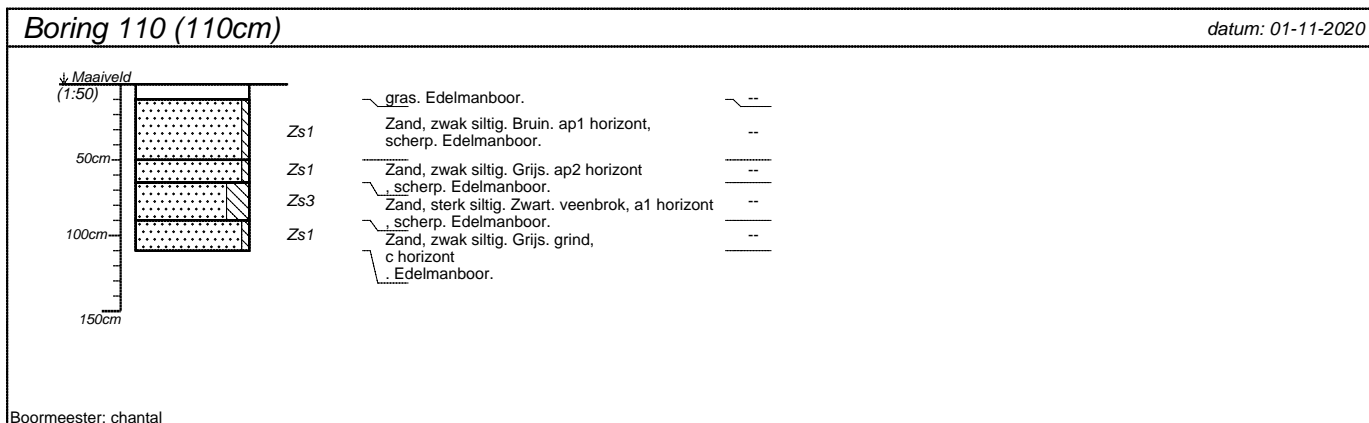 Boring 110 (110cm)
datum: 01-11-2020
Maaiveld
(1:50)
gras. Edelmanboor.
--
Zs1
Zand, zwak siltig. Bruin. ap1 horizont,
scherp. Edelmanboor.
--
50cm
Zs1
Zand, zwak siltig. Grijs. ap2 horizont
, scherp. Edelmanboor.
--
Zs3
Zand, sterk siltig. Zwart. veenbrok, a1 horizont
, scherp. Edelmanboor.
--
100cm
Zs1
Zand, zwak siltig. Grijs. grind,
c horizont
. Edelmanboor.
--
150cm
Boormeester: chantal